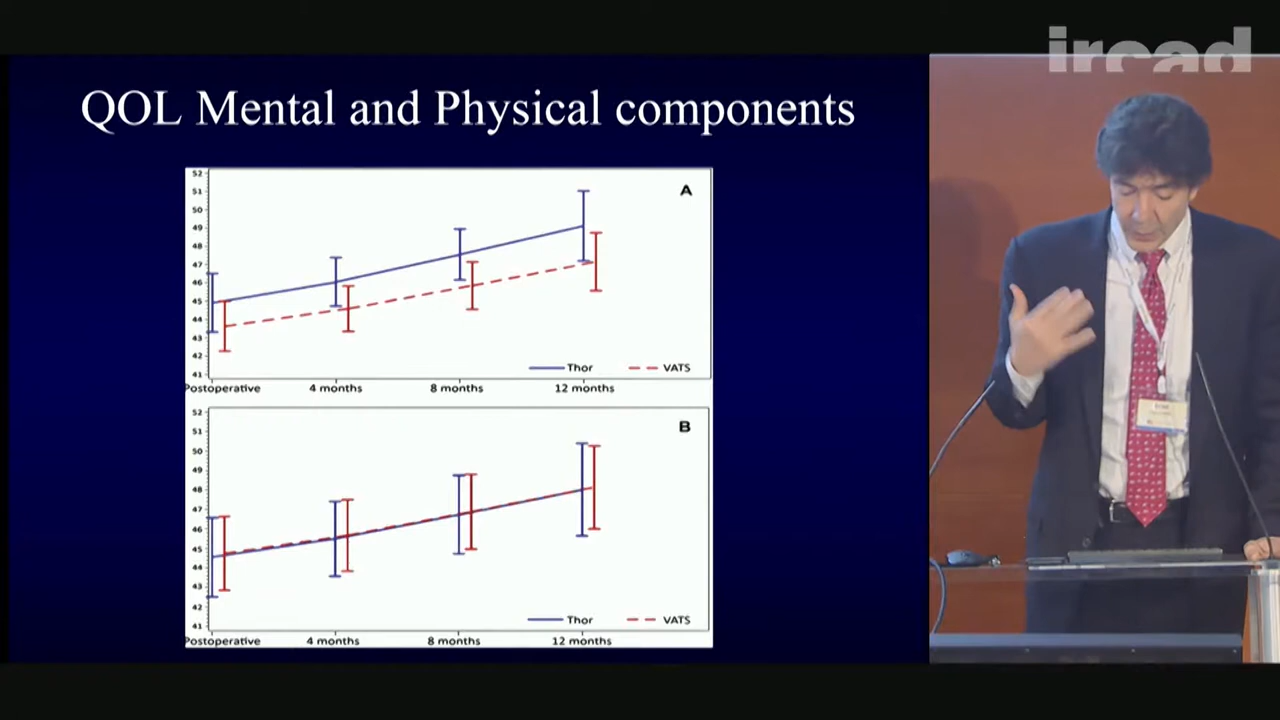 ircad
QOL Mental and Physical components
52
51
50
49
48
47
46
45
44
43
42
41
A
Thor
VATS
Postoperative
4 months
8 months
12 months
52
51
50
49
48
47
46
45
44
43
42
41
B
Thor
VATS
Postoperative
4 months
8 months
12 months